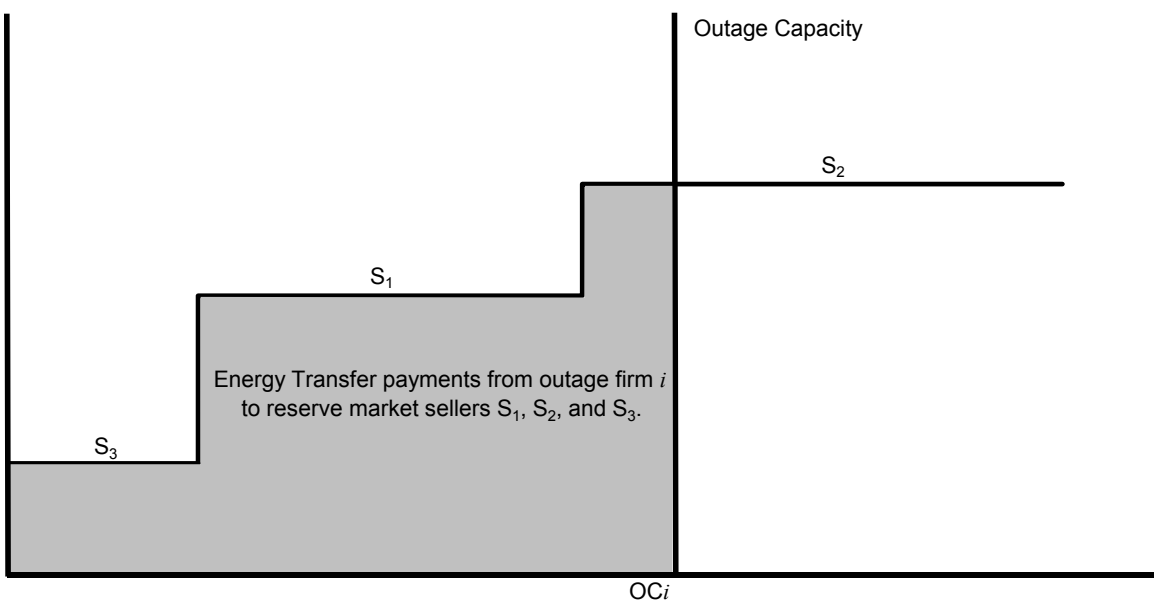 Outage Capacity
S₂
S₁
Energy Transfer payments from outage firm i
to reserve market sellers S₁, S₂, and S₃.
S₃
OCi